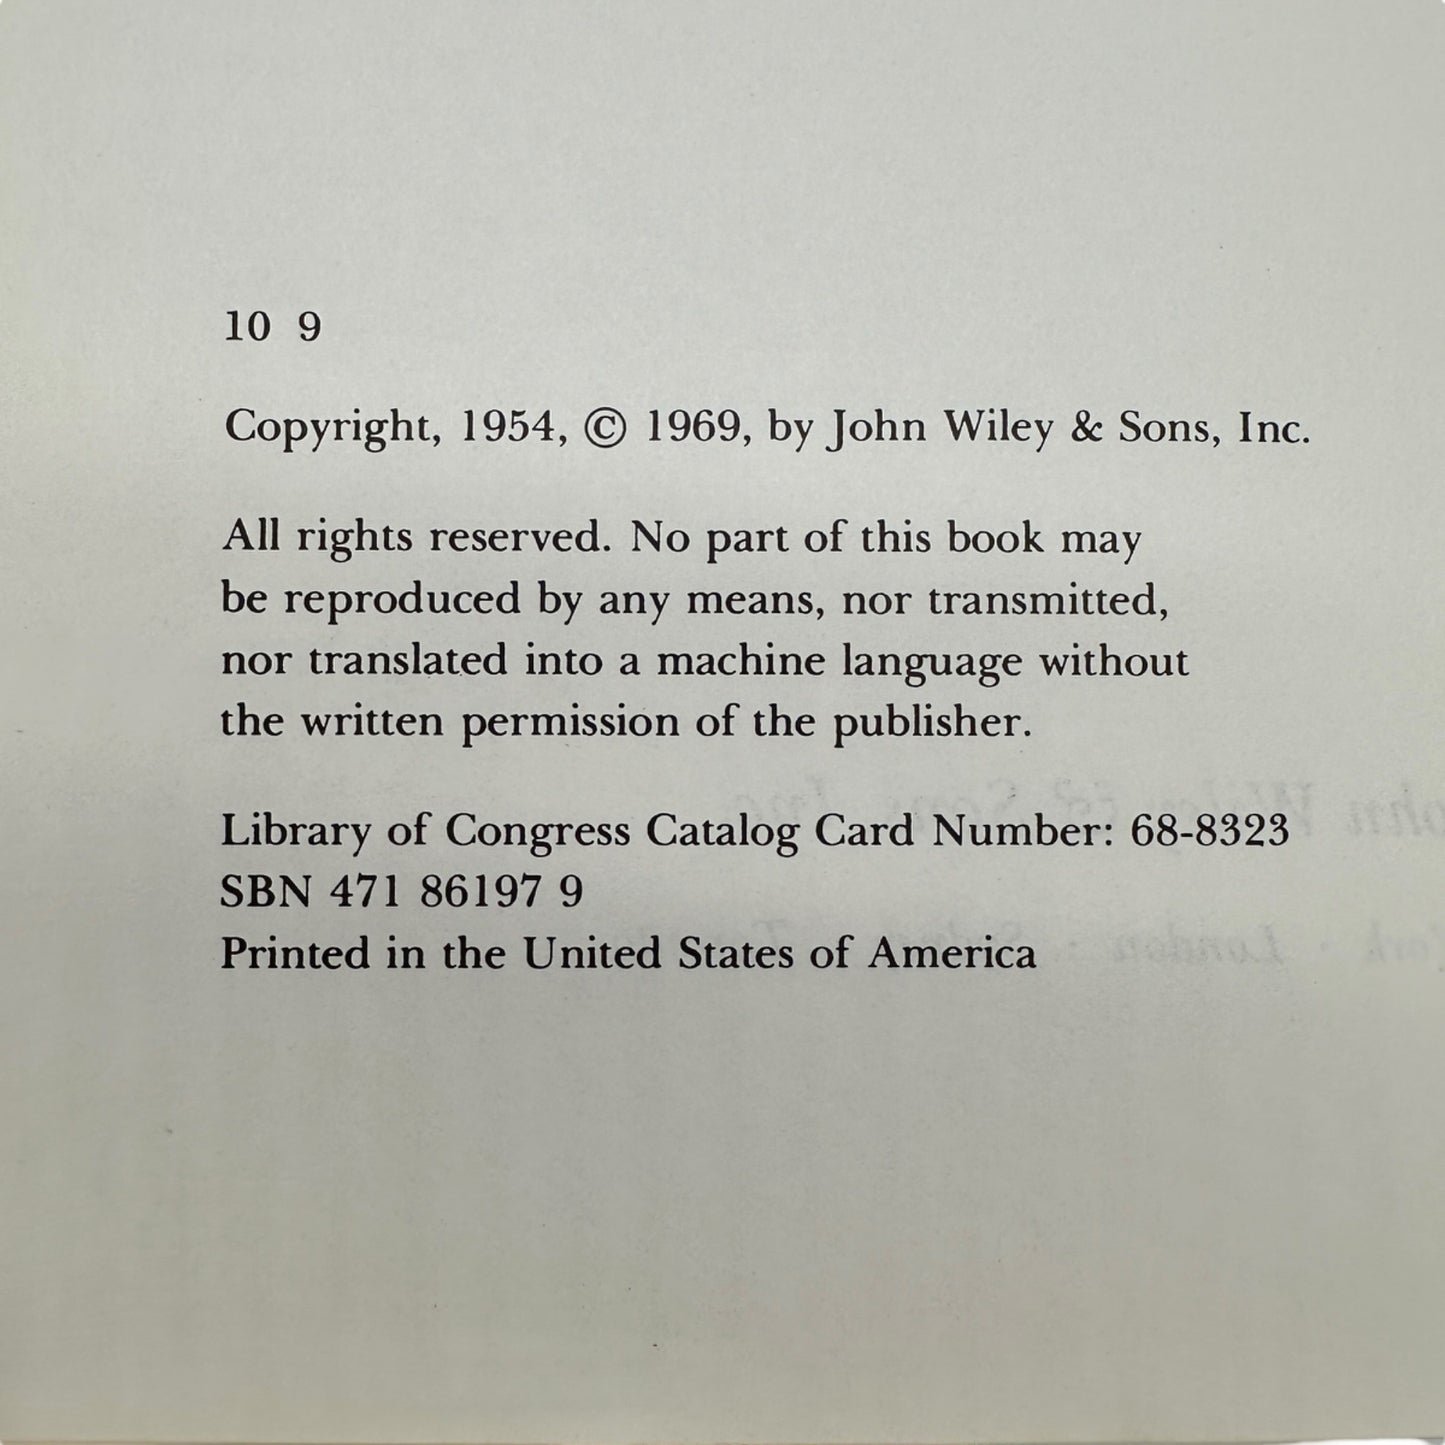 10 9
Copyright, 1954, © 1969, by John Wiley & Sons, Inc.
All rights reserved. No part of this book may
be reproduced by any means, nor transmitted,
nor translated into a machine language without
the written permission of the publisher.
Library of Congress Catalog Card Number: 68-8323
SBN 471 86197 9
Printed in the United States of America